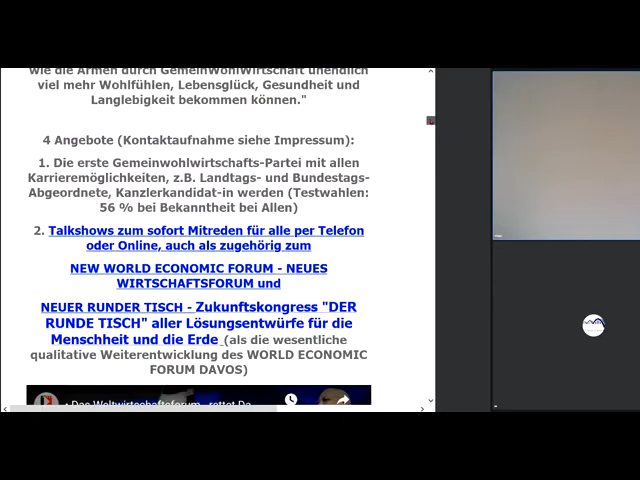 wie die Armen durch GemeinWohlWirtschaft unendlich
viel mehr Wohlfühlen, Lebensglück, Gesundheit und
Langlebigkeit bekommen können."
4 Angebote (Kontaktaufnahme siehe Impressum):
1. Die erste Gemeinwohlwirtschafts-Partei mit allen
Karrieremöglichkeiten, z.B. Landtags- und Bundestags-
Abgeordnete, Kanzlerkandidat-in werden (Testwahlen:
56 % bei Bekanntheit bei Allen)
2. Talkshows zum sofort Mitreden für alle per Telefon
oder Online, auch als zugehörig zum
NEW WORLD ECONOMIC FORUM - NEUES
WIRTSCHAFTSFORUM und
NEUER RUNDER TISCH - Zukunftskongress "DER
RUNDE TISCH" aller Lösungsentwürfe für die
Menschheit und die Erde (als die wesentliche
qualitative Weiterentwicklung des WORLD ECONOMIC
FORUM DAVOS)
Das Weltwirtschaftsforum rettet Da